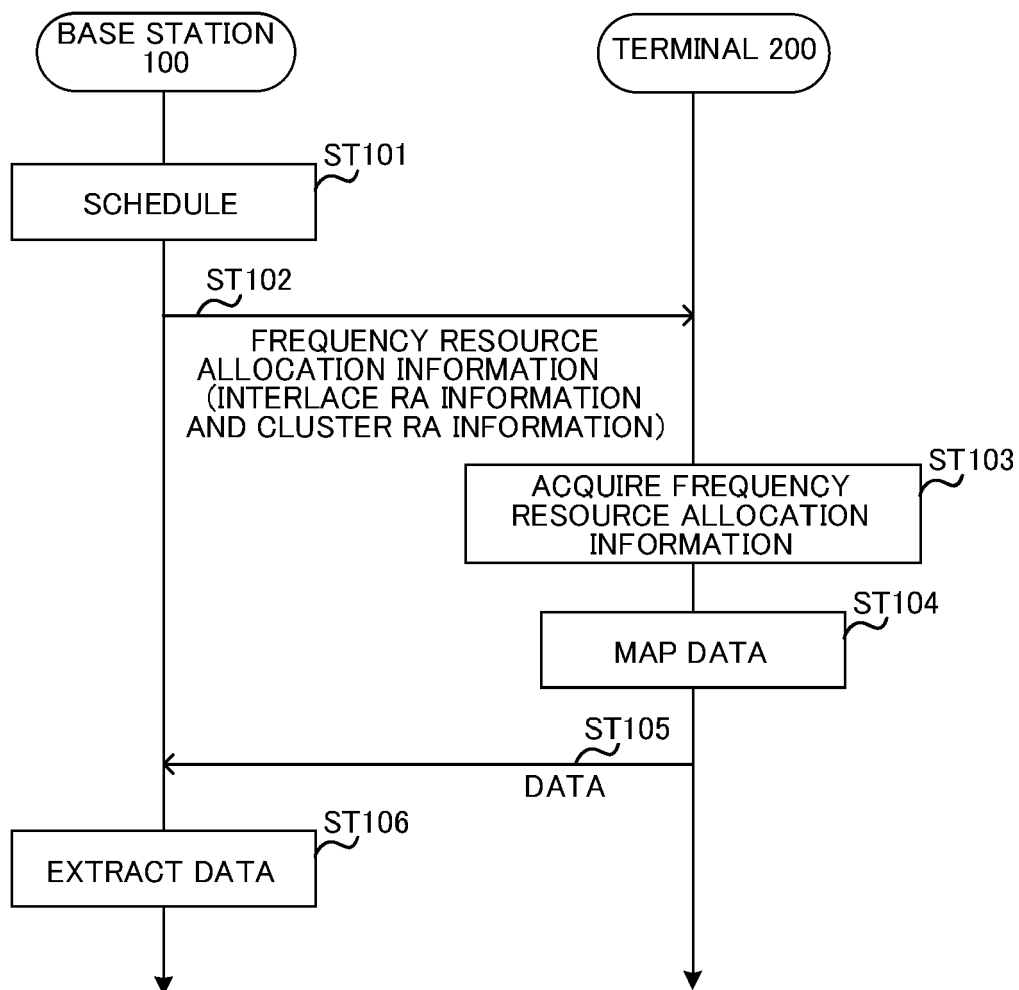 BASE STATION
100
TERMINAL 200
ST101
SCHEDULE
ST102
FREQUENCY RESOURCE
ALLOCATION INFORMATION
(INTERLACE RA INFORMATION
AND CLUSTER RA INFORMATION)
ST103
ACQUIRE FREQUENCY
RESOURCE ALLOCATION
INFORMATION
ST104
MAP DATA
ST105
DATA
ST106
EXTRACT DATA